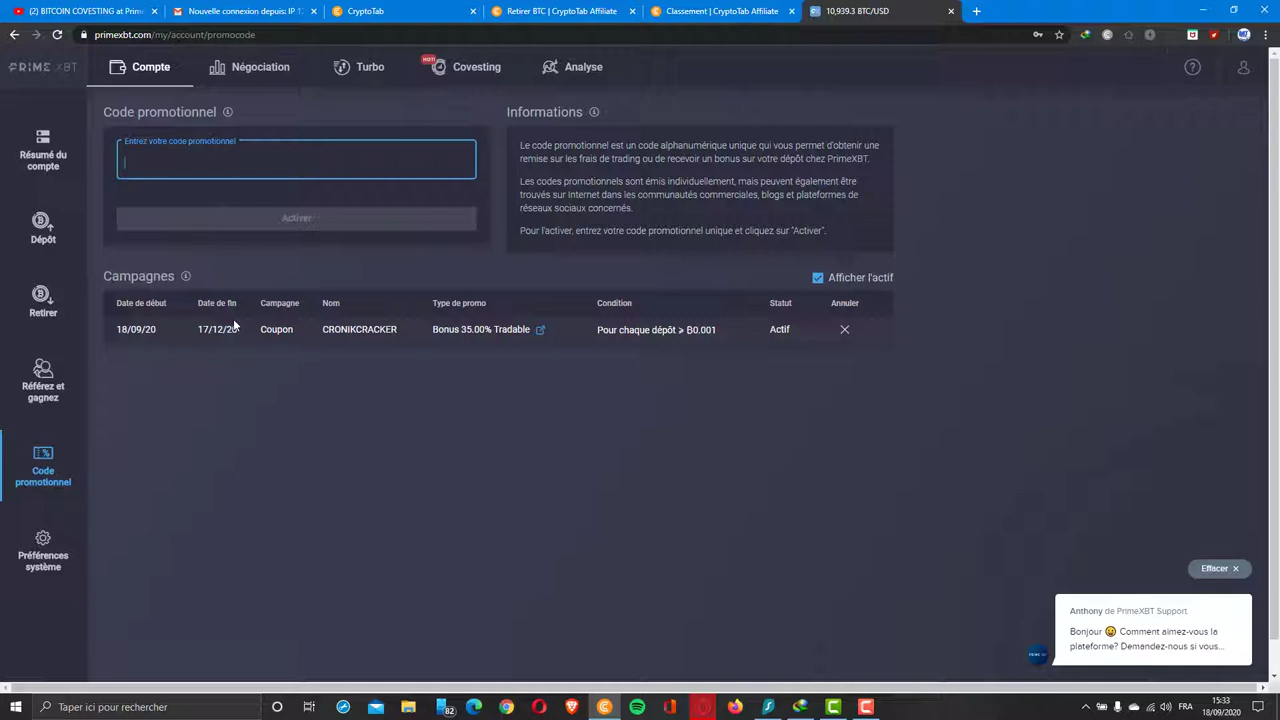 (2) BITCOIN COVESTING at Prime
Nouvelle connexion depuis: IP 1
CryptoTab
Retirer BTC | CryptoTab Affiliate
Classement | CryptoTab Affiliate
10,939.3 BTC/USD
primexbt.com/my/account/promocode
PRIME XBT
Compte
Négociation
Turbo
HOT!
Covesting
Analyse
Résumé du
compte
Dépôt
Retirer
Référez et
gagnez
Code
promotionnel
Préférences
système
Code promotionnel
Entrez votre code promotionnel
Activer
Informations
Le code promotionnel est un code alphanumérique unique qui vous permet d'obtenir une
remise sur les frais de trading ou de recevoir un bonus sur votre dépôt chez PrimeXBT.
Les codes promotionnels sont émis individuellement, mais peuvent également être
trouvés sur Internet dans les communautés commerciales, blogs et plateformes de
réseaux sociaux concernés.
Pour l'activer, entrez votre code promotionnel unique et cliquez sur "Activer".
Campagnes
Afficher l'actif
Date de début Date de fin Campagne Nom Type de promo Condition Statut Annuler
18/09/20 17/12/20 Coupon CRONIKCRACKER Bonus 35.00% Tradable Pour chaque dépôt ⩾ ₿0.001 Actif
Effacer
Anthony de PrimeXBT Support
Bonjour 😀 Comment aimez-vous la
plateforme? Demandez-nous si vous...
PRIME XBT
Taper ici pour rechercher
FRA
15:33
18/09/2020